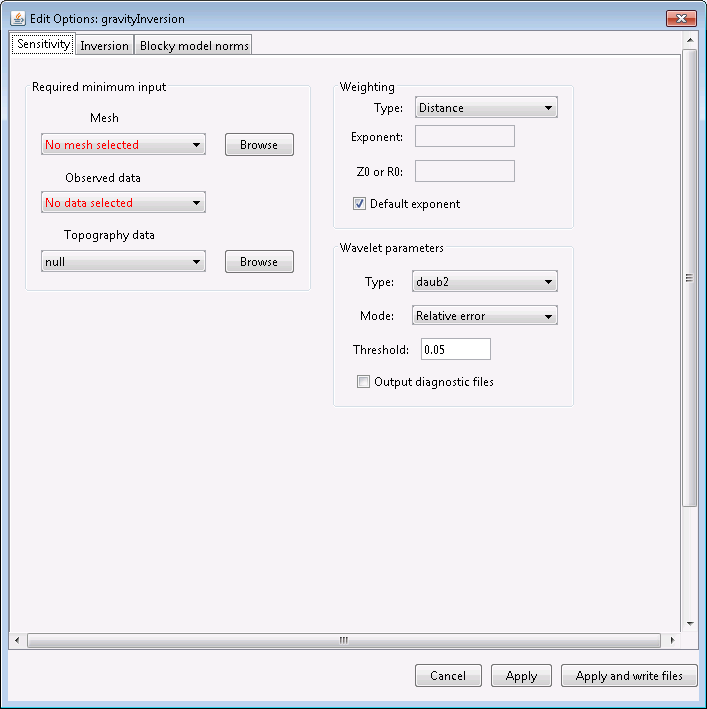 Edit Options: gravityInversion
Sensitivity Inversion Blocky model norms
Required minimum input
Mesh
No mesh selected Browse
Observed data
No data selected
Topography data
null Browse
Weighting
Type: Distance
Exponent:
Z0 or R0:
Default exponent
Wavelet parameters
Type: daub2
Mode: Relative error
Threshold: 0.05
Output diagnostic files
Cancel Apply Apply and write files